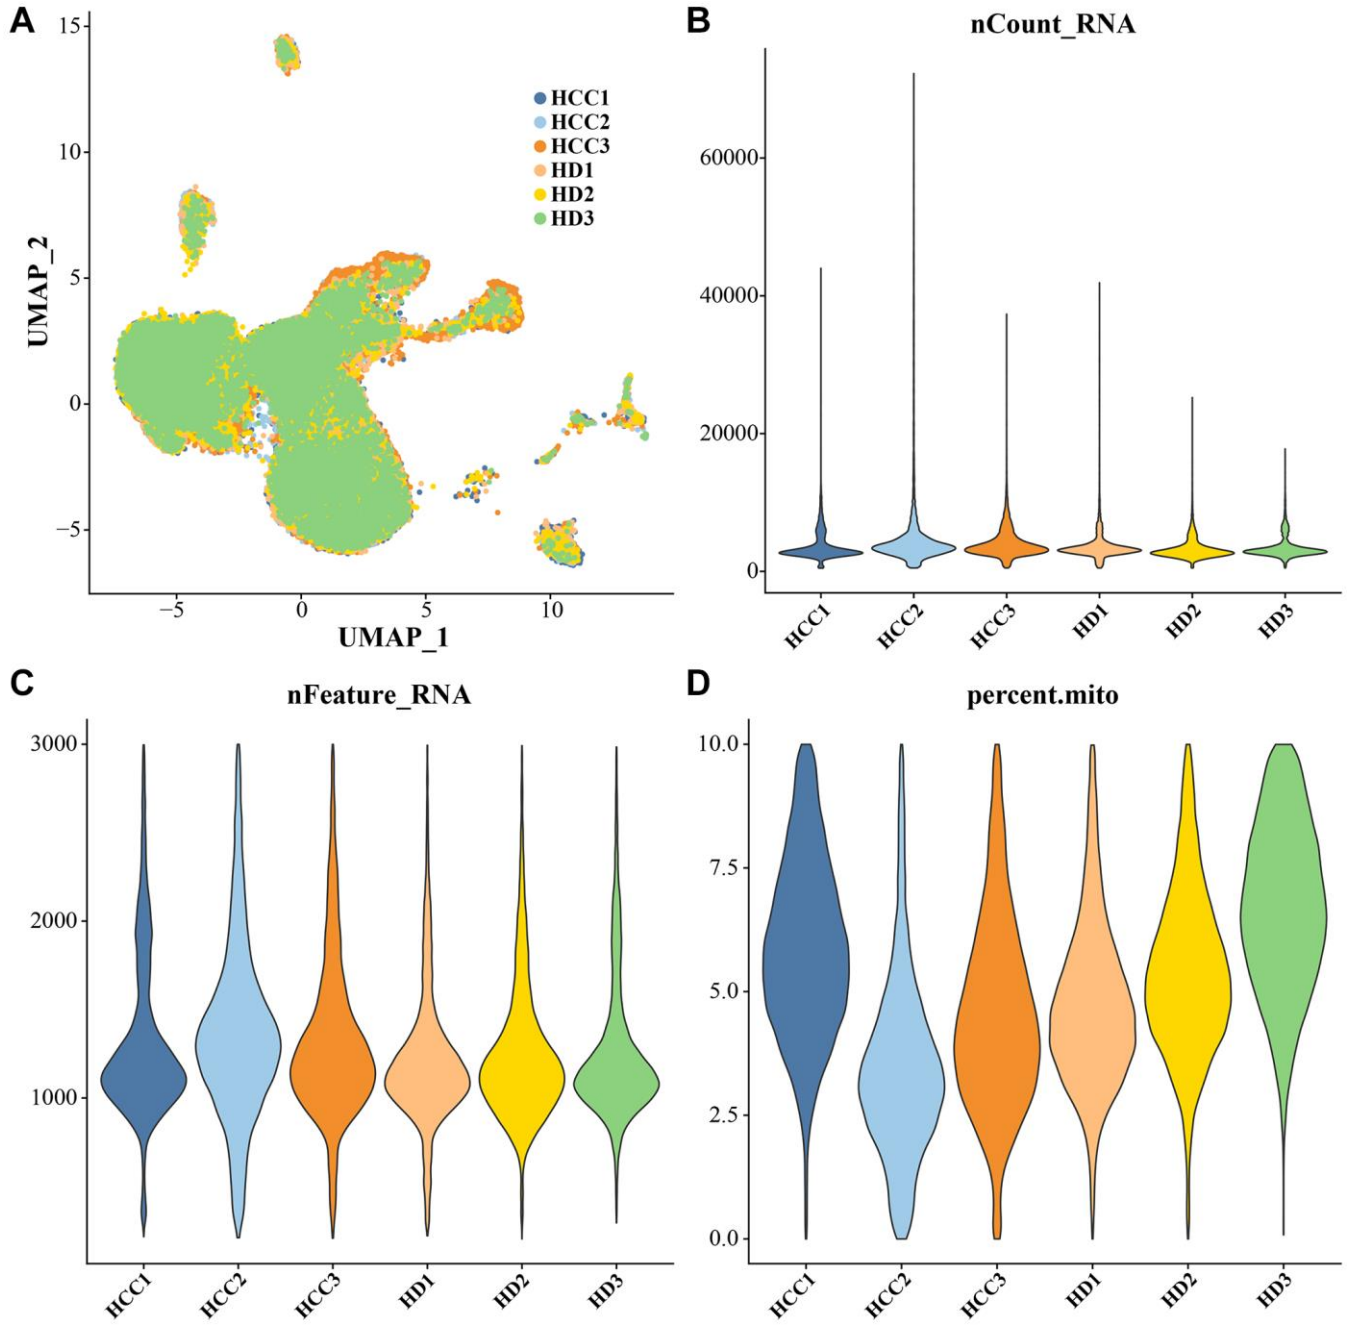 A
15
10
5
0
−5
UMAP_2
HCC1
HCC2
HCC3
HD1
HD2
HD3
−5 0 5 10
UMAP_1
B
nCount_RNA
60000
40000
20000
0
HCC1 HCC2 HCC3 HD1 HD2 HD3
C
nFeature_RNA
3000
2000
1000
HCC1 HCC2 HCC3 HD1 HD2 HD3
D
percent.mito
10.0
7.5
5.0
2.5
0.0
HCC1 HCC2 HCC3 HD1 HD2 HD3